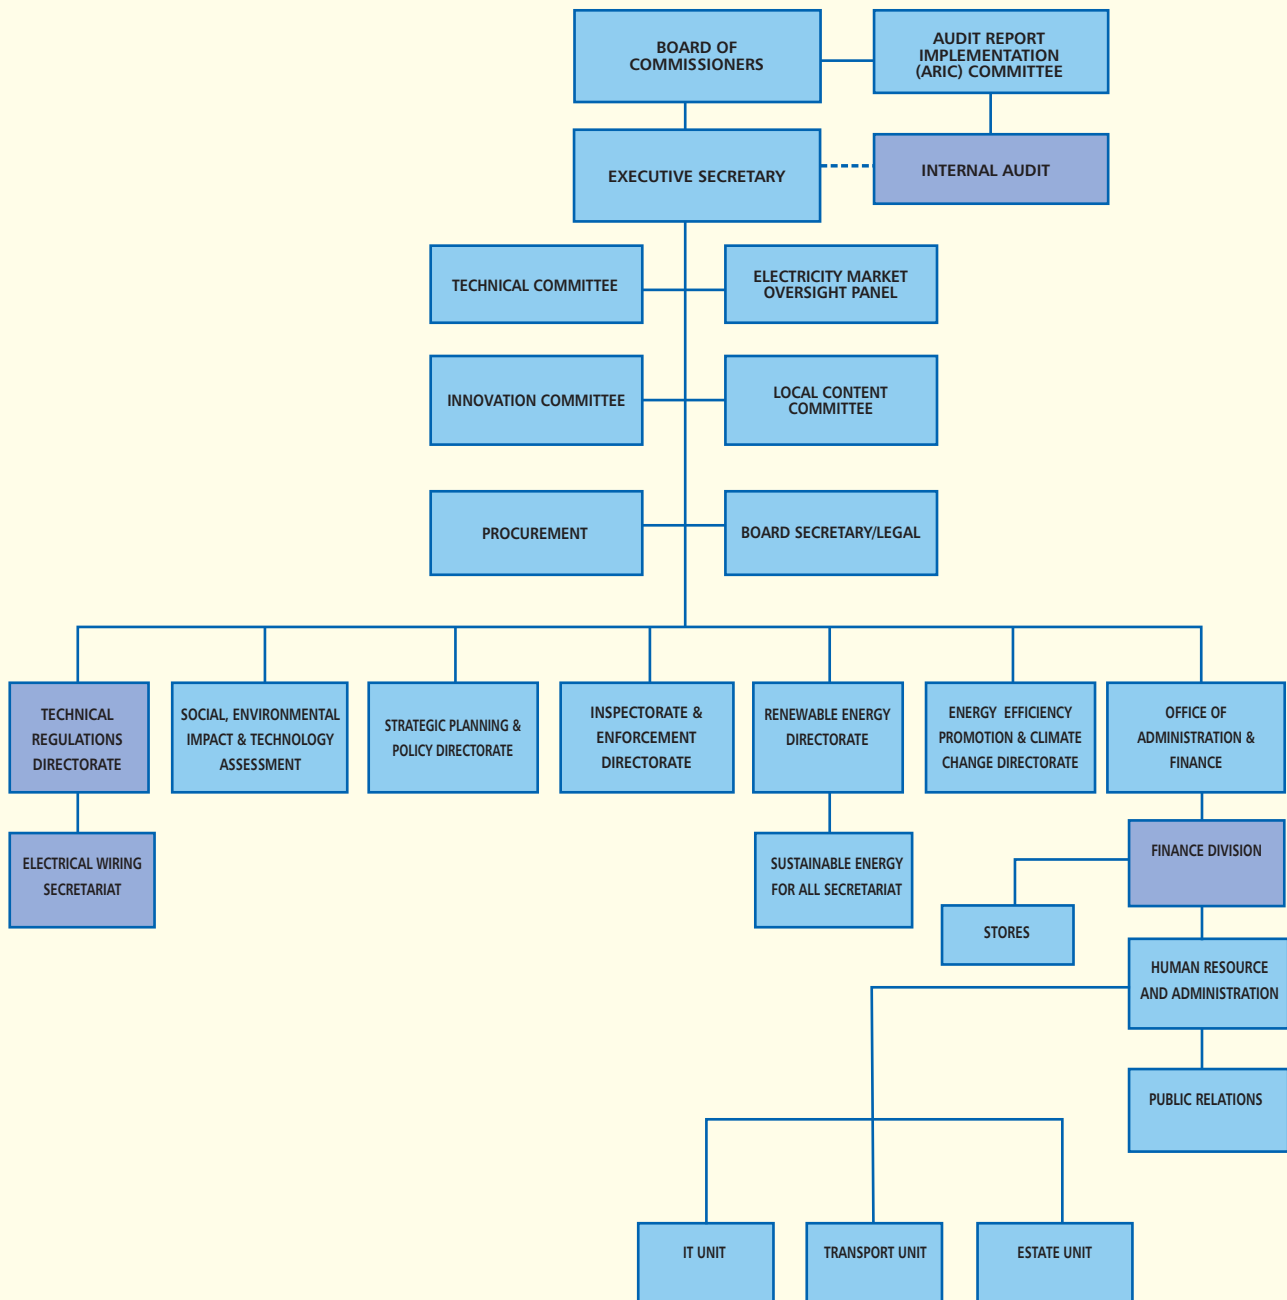 BOARD OF
COMMISSIONERS
AUDIT REPORT
IMPLEMENTATION
(ARIC) COMMITTEE
EXECUTIVE SECRETARY
INTERNAL AUDIT
TECHNICAL COMMITTEE
ELECTRICITY MARKET
OVERSIGHT PANEL
INNOVATION COMMITTEE
LOCAL CONTENT
COMMITTEE
PROCUREMENT
BOARD SECRETARY/LEGAL
TECHNICAL
REGULATIONS
DIRECTORATE
SOCIAL, ENVIRONMENTAL
IMPACT & TECHNOLOGY
ASSESSMENT
STRATEGIC PLANNING &
POLICY DIRECTORATE
INSPECTORATE &
ENFORCEMENT
DIRECTORATE
RENEWABLE ENERGY
DIRECTORATE
ENERGY EFFICIENCY
PROMOTION & CLIMATE
CHANGE DIRECTORATE
OFFICE OF
ADMINISTRATION &
FINANCE
ELECTRICAL WIRING
SECRETARIAT
SUSTAINABLE ENERGY
FOR ALL SECRETARIAT
FINANCE DIVISION
STORES
HUMAN RESOURCE
AND ADMINISTRATION
PUBLIC RELATIONS
IT UNIT
TRANSPORT UNIT
ESTATE UNIT